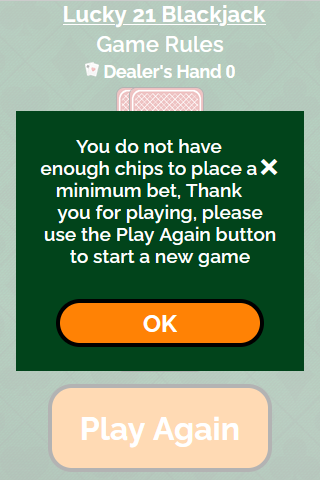 Lucky 21 Blackjack
Game Rules
Dealer's Hand 0
You do not have
enough chips to place a
minimum bet, Thank
you for playing, please
use the Play Again button
to start a new game
OK
Play Again